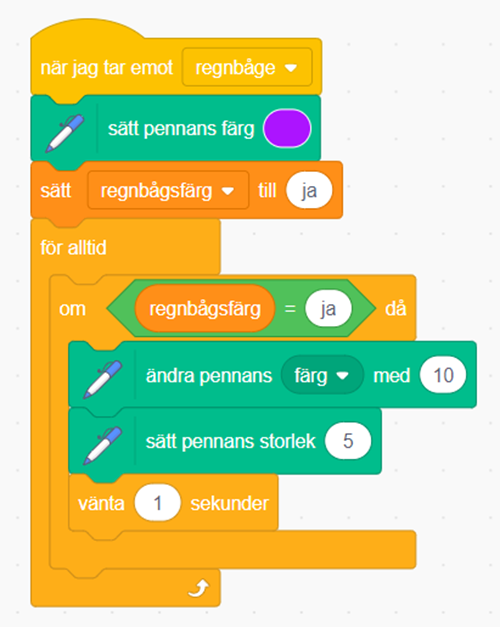 när jag tar emot regnbåge
sätt pennans färg
sätt regnbågsfärg till ja
för alltid
om regnbågsfärg = ja då
ändra pennans färg med 10
sätt pennans storlek 5
vänta 1 sekunder